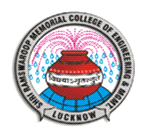 SHRI RAMSWAROOP MEMORIAL COLLEGE OF ENGINEERING & MGMT.
LUCKNOW